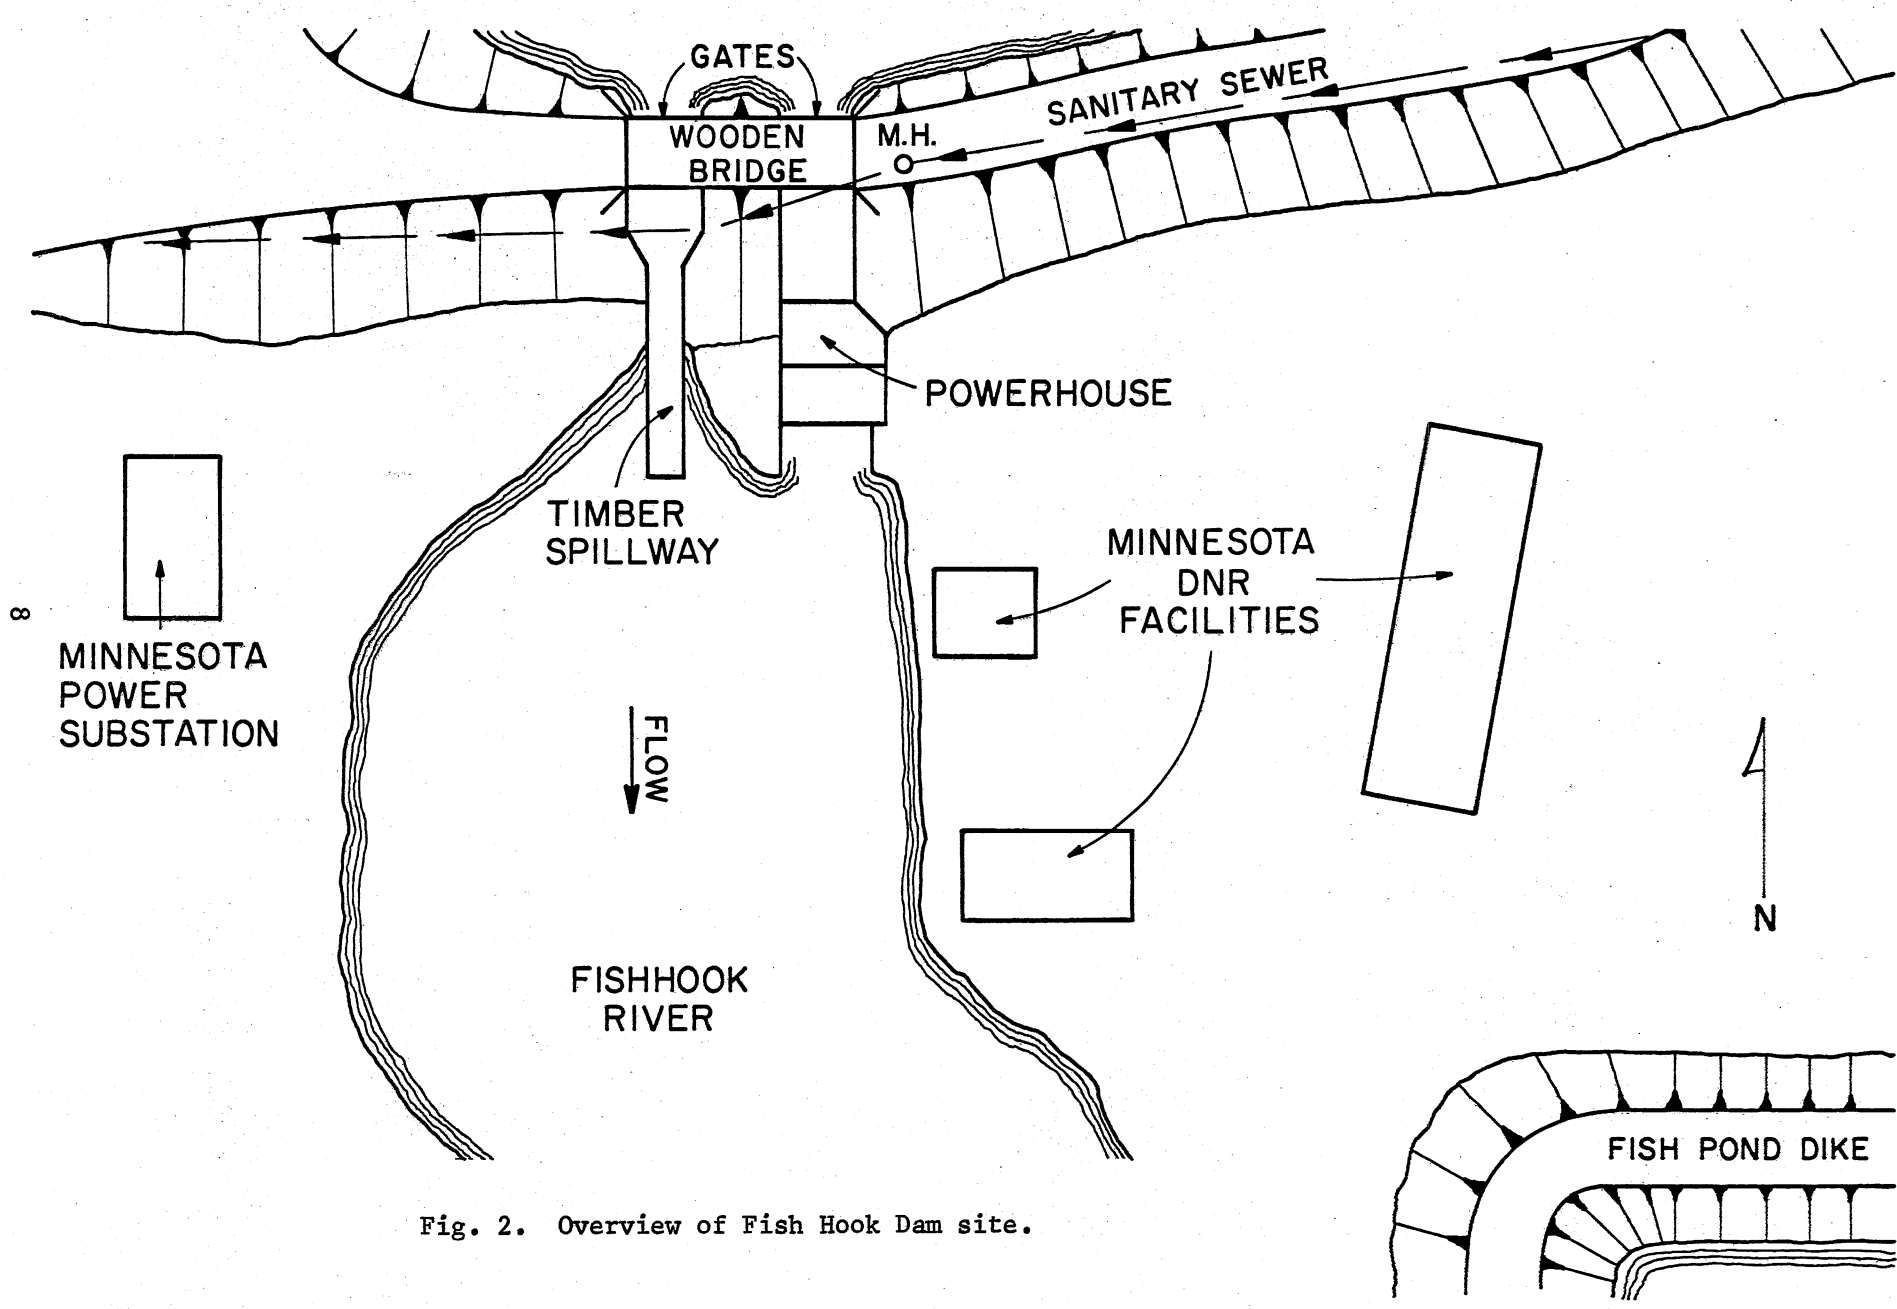 GATES
SANITARY SEWER
WOODEN
BRIDGE
M.H.
POWERHOUSE
TIMBER
SPILLWAY
MINNESOTA
DNR
FACILITIES
8
MINNESOTA
POWER
SUBSTATION
FLOW
N
FISHHOOK
RIVER
FISH POND DIKE
Fig. 2. Overview of Fish Hook Dam site.